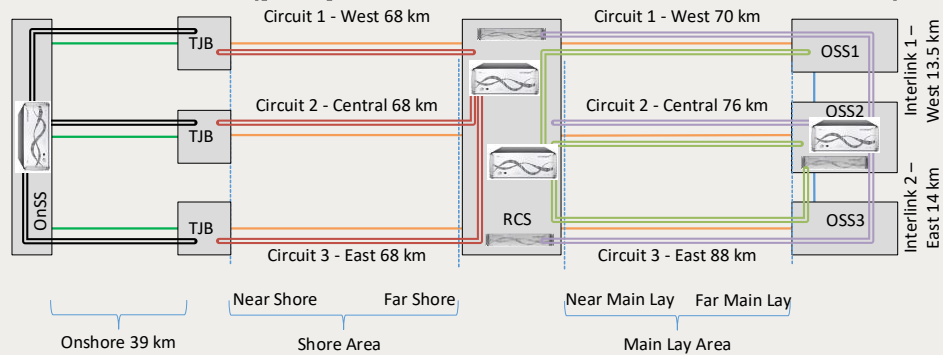 Circuit 1 - West 68 km
Circuit 1 - West 70 km
TJB
OSS1
Interlink 1 –
West 13.5 km
Circuit 2 - Central 68 km
Circuit 2 - Central 76 km
OSS2
TJB
OnSS
TJB
RCS
OSS3
Interlink 2 –
East 14 km
Circuit 3 - East 68 km
Circuit 3 - East 88 km
Near Shore
Far Shore
Near Main Lay
Far Main Lay
Onshore 39 km
Shore Area
Main Lay Area